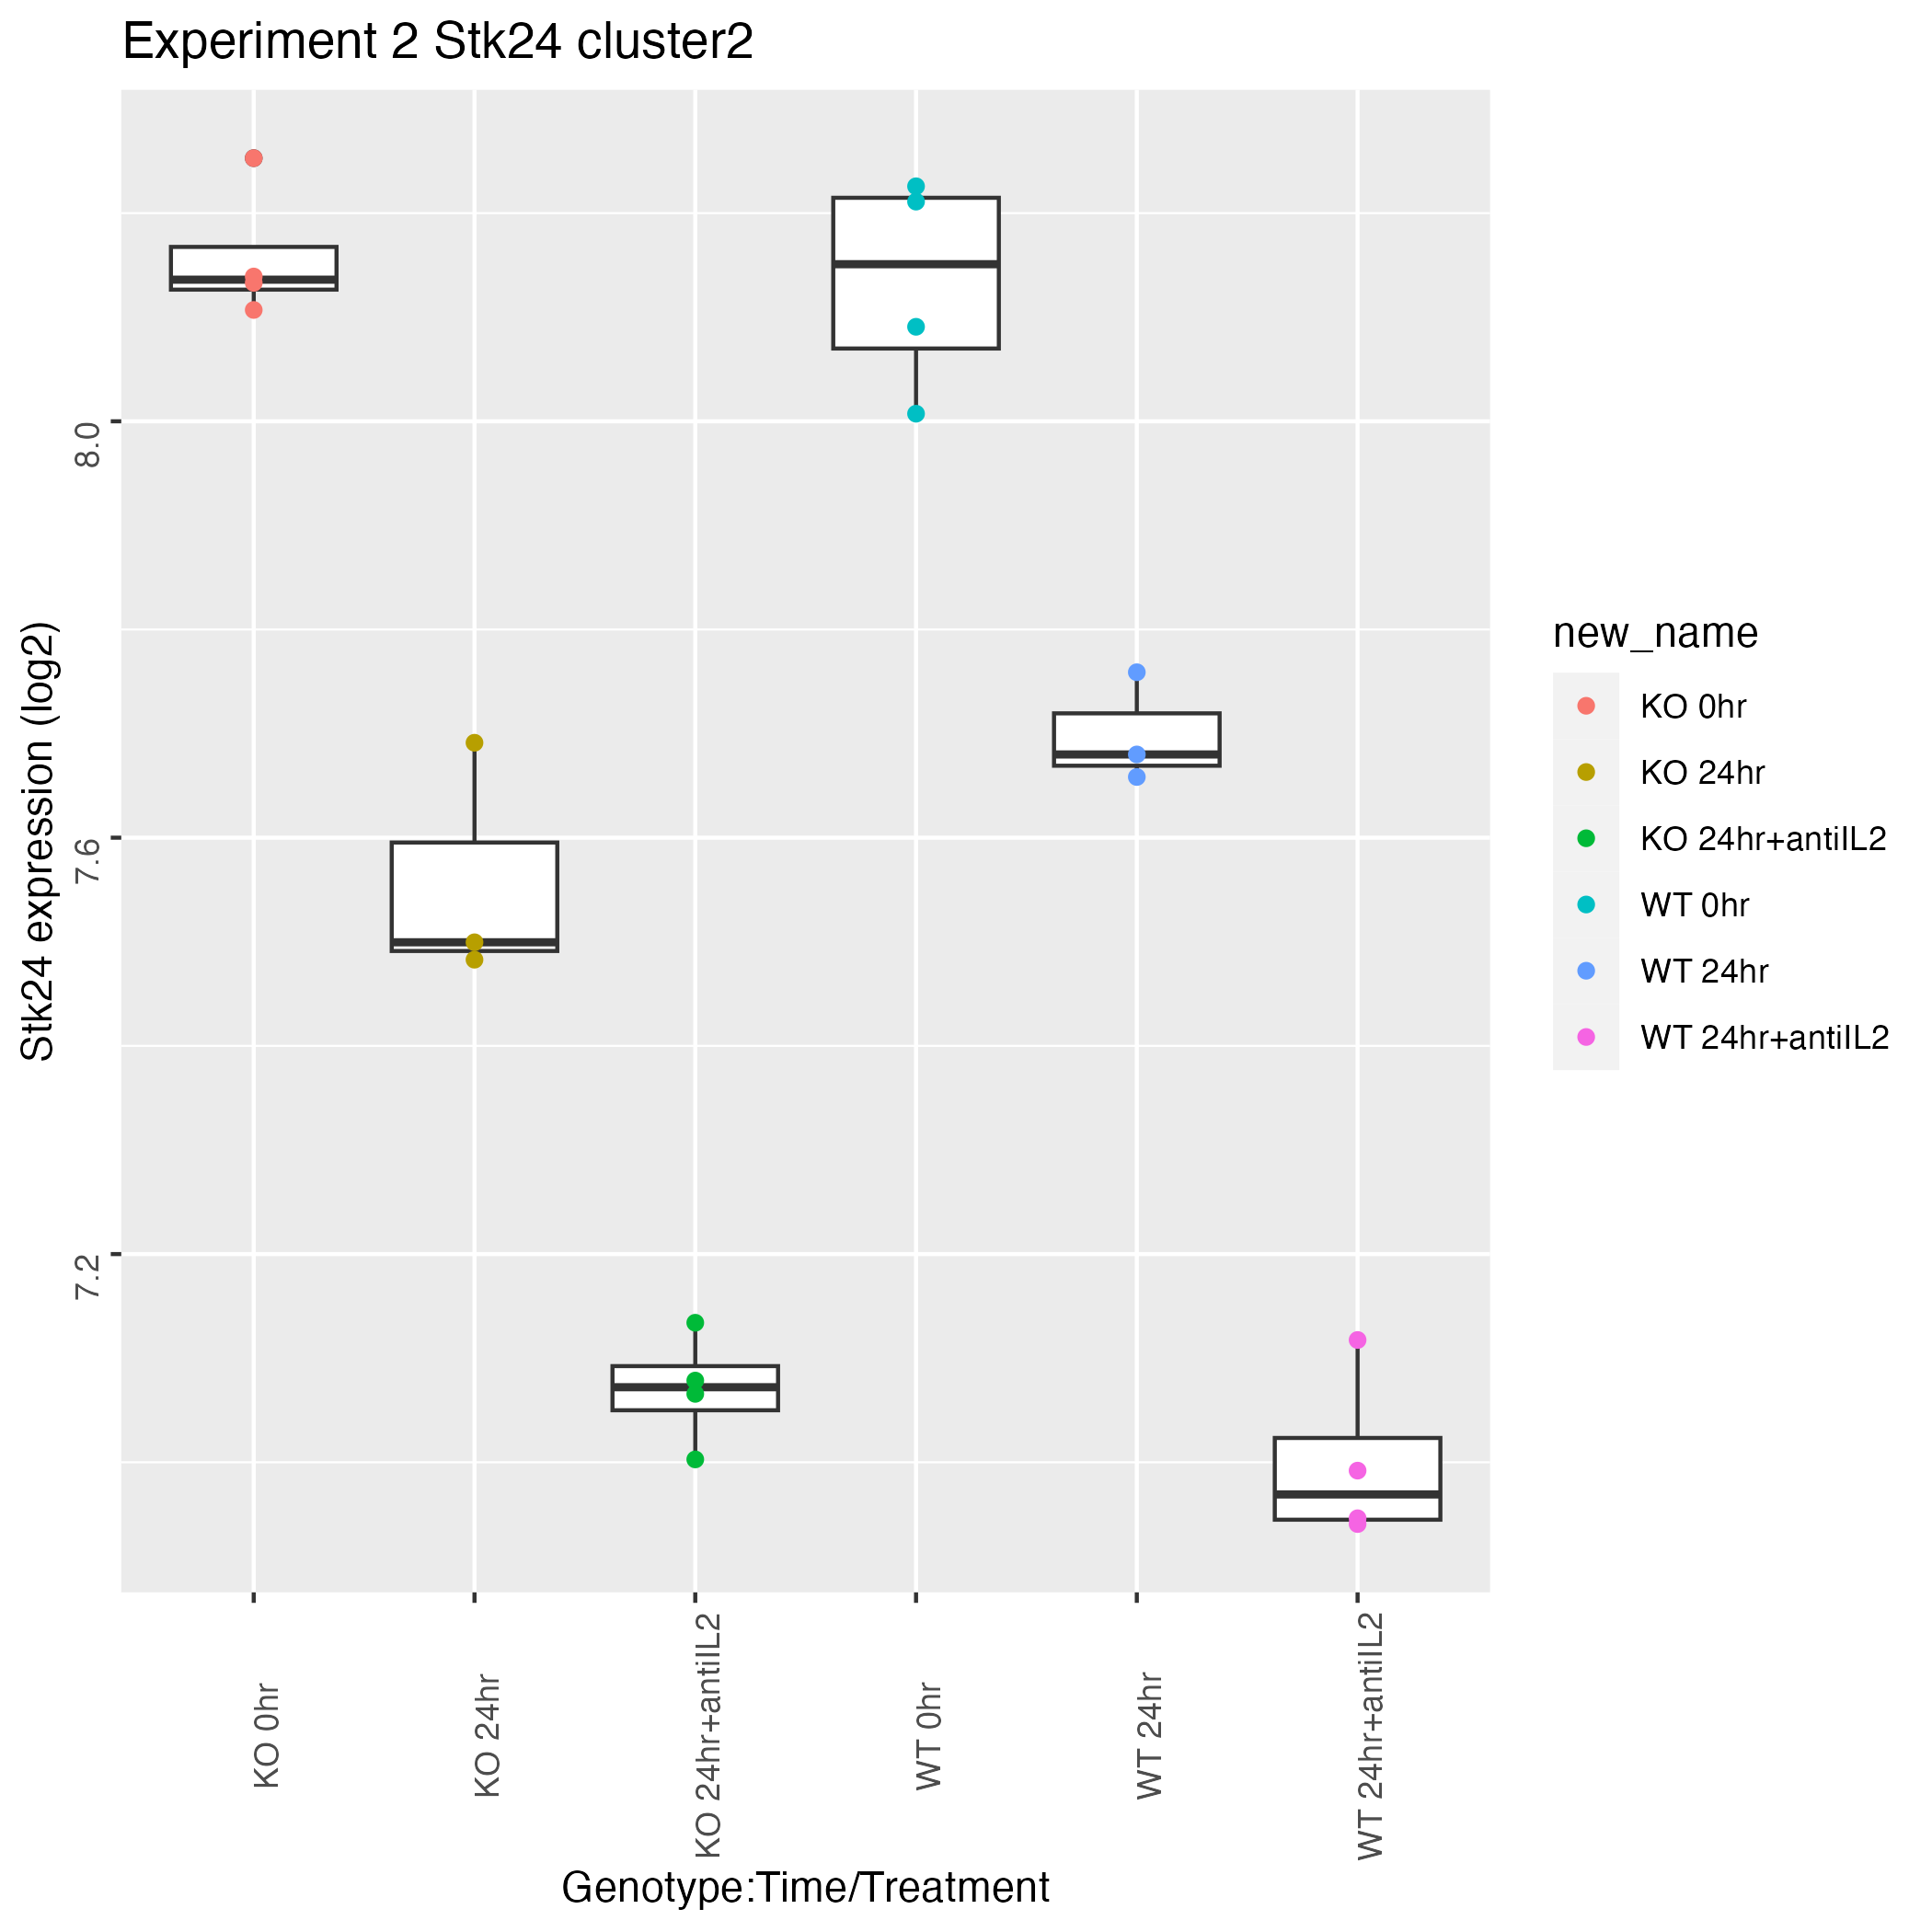 Experiment 2 Stk24 cluster2
Stk24 expression (log2)
8.0
7.6
7.2
KO 0hr
KO 24hr
KO 24hr+antiIL2
WT 0hr
WT 24hr
WT 24hr+antiIL2
Genotype:Time/Treatment
new_name
KO 0hr
KO 24hr
KO 24hr+antiIL2
WT 0hr
WT 24hr
WT 24hr+antiIL2